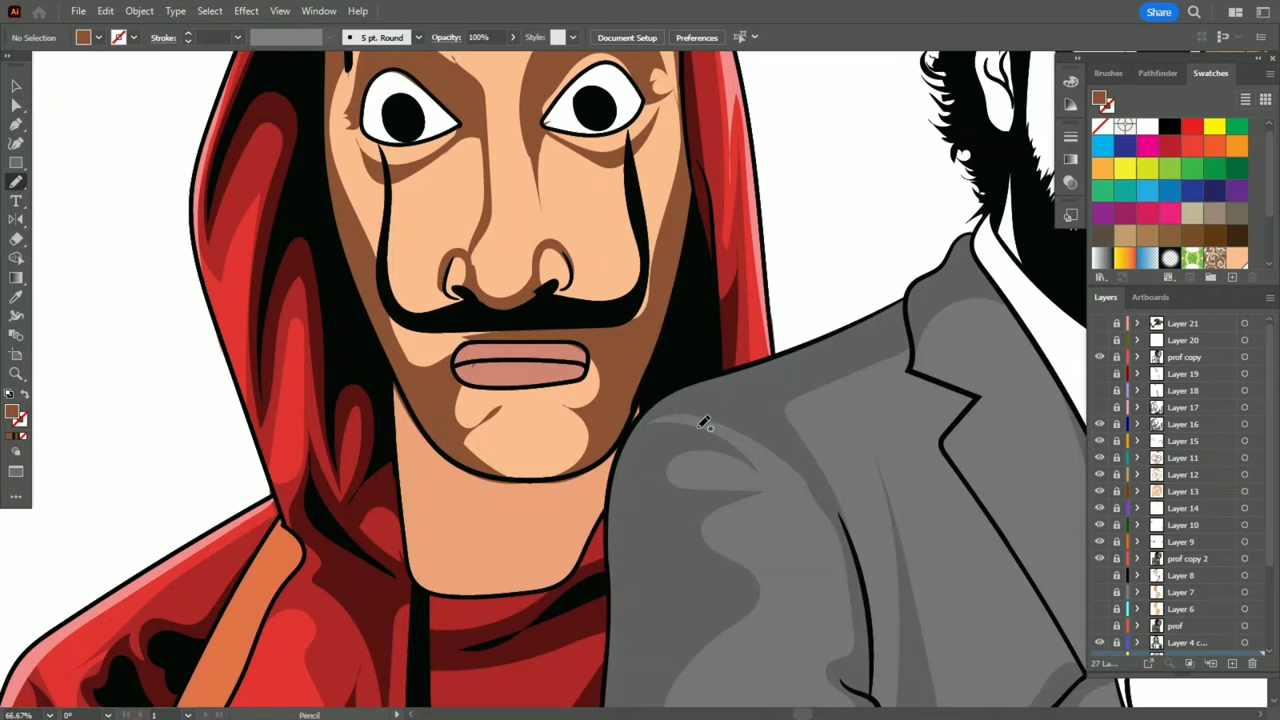 Ai File Edit Object Type Select Effect View Window Help Share
No Selection Stroke: 5 pt. Round Opacity: 100% Style: Document Setup Preferences
Brushes Pathfinder Swatches
Layers Artboards
Layer 21
Layer 20
prof copy
Layer 19
Layer 18
Layer 17
Layer 16
Layer 15
Layer 11
Layer 12
Layer 13
Layer 14
Layer 10
Layer 9
prof copy 2
Layer 8
Layer 7
Layer 6
prof
Layer 4 c...
27 La...
66.67% 0° 1 Pencil